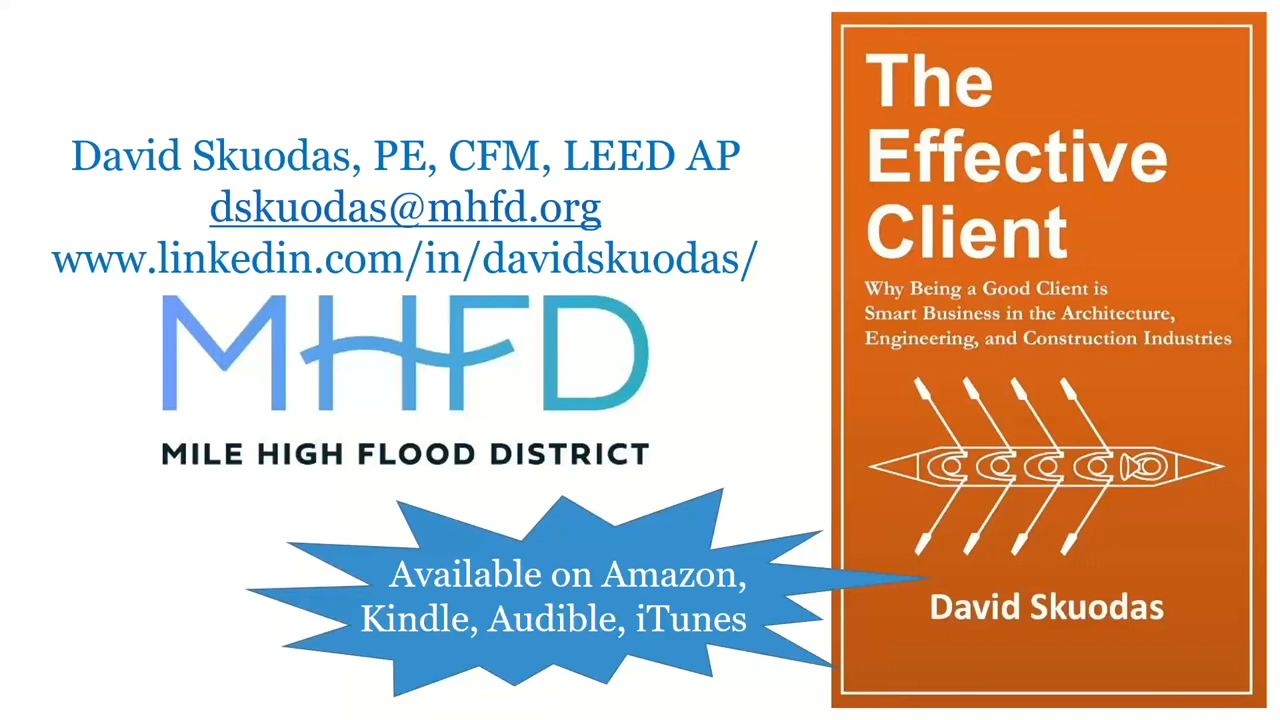 David Skuodas, PE, CFM, LEED AP
dskuodas@mhfd.org
www.linkedin.com/in/davidskuodas/
MHFD
MILE HIGH FLOOD DISTRICT
Available on Amazon,
Kindle, Audible, iTunes
The
Effective
Client
Why Being a Good Client is
Smart Business in the Architecture,
Engineering, and Construction Industries
David Skuodas